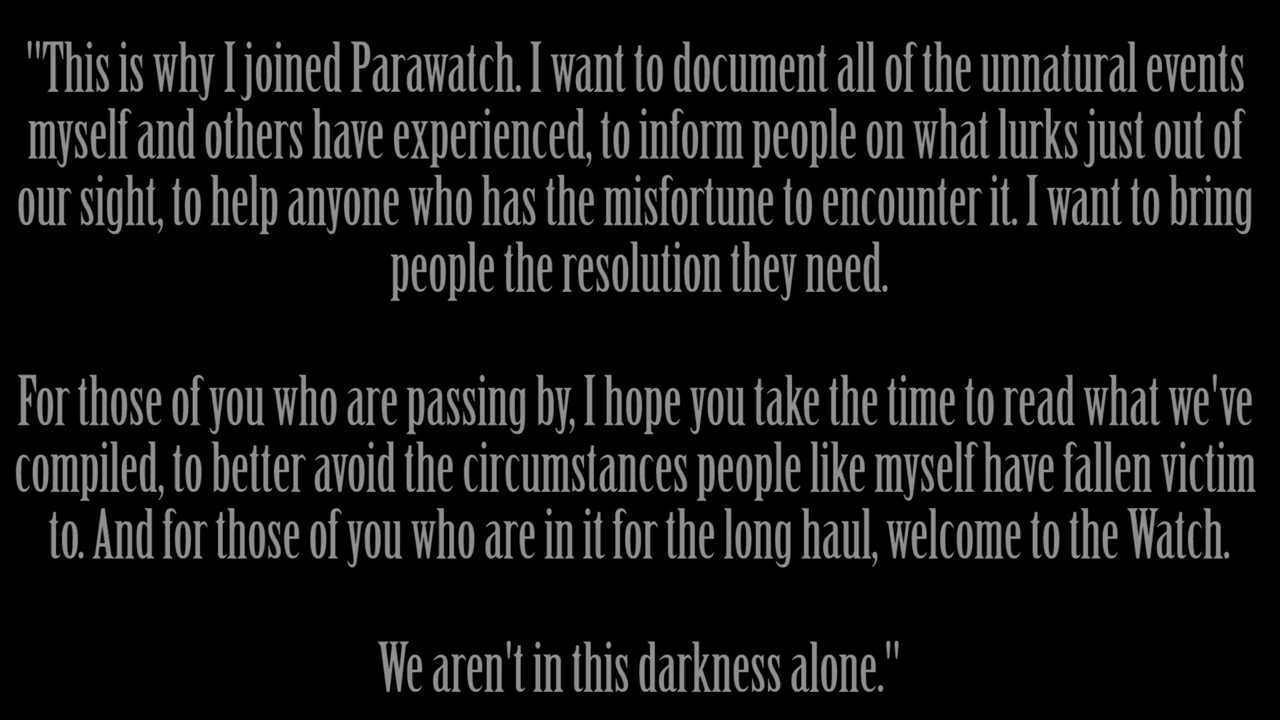 "This is why I joined Parawatch. I want to document all of the unnatural events
myself and others have experienced, to inform people on what lurks just out of
our sight, to help anyone who has the misfortune to encounter it. I want to bring
people the resolution they need.
For those of you who are passing by, I hope you take the time to read what we've
compiled, to better avoid the circumstances people like myself have fallen victim
to. And for those of you who are in it for the long haul, welcome to the Watch.
We aren't in this darkness alone."